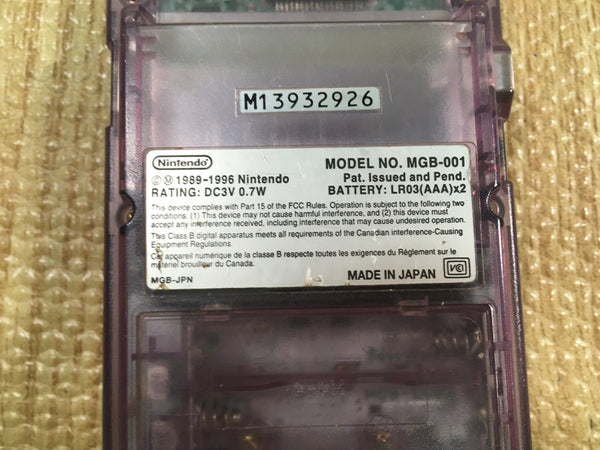 M13932926
Nintendo
© Ⓜ 1989-1996 Nintendo
RATING: DC3V 0.7W
MODEL NO. MGB-001
Pat. Issued and Pend.
BATTERY: LR03(AAA)x2
This device complies with Part 15 of the FCC Rules. Operation is subject to the following two
conditions. (1) This device may not cause harmful interference, and (2) this device must
accept any interference received, including interference that may cause undesired operation.
This Class B digital apparatus meets all requirements of the Canadian interference-Causing
Equipment Regulations.
Cet appareil numérique de la classe B respecte toutes les exigences du Règlement sur le
matériel brouilleur du Canada.
MGB-JPN
MADE IN JAPAN